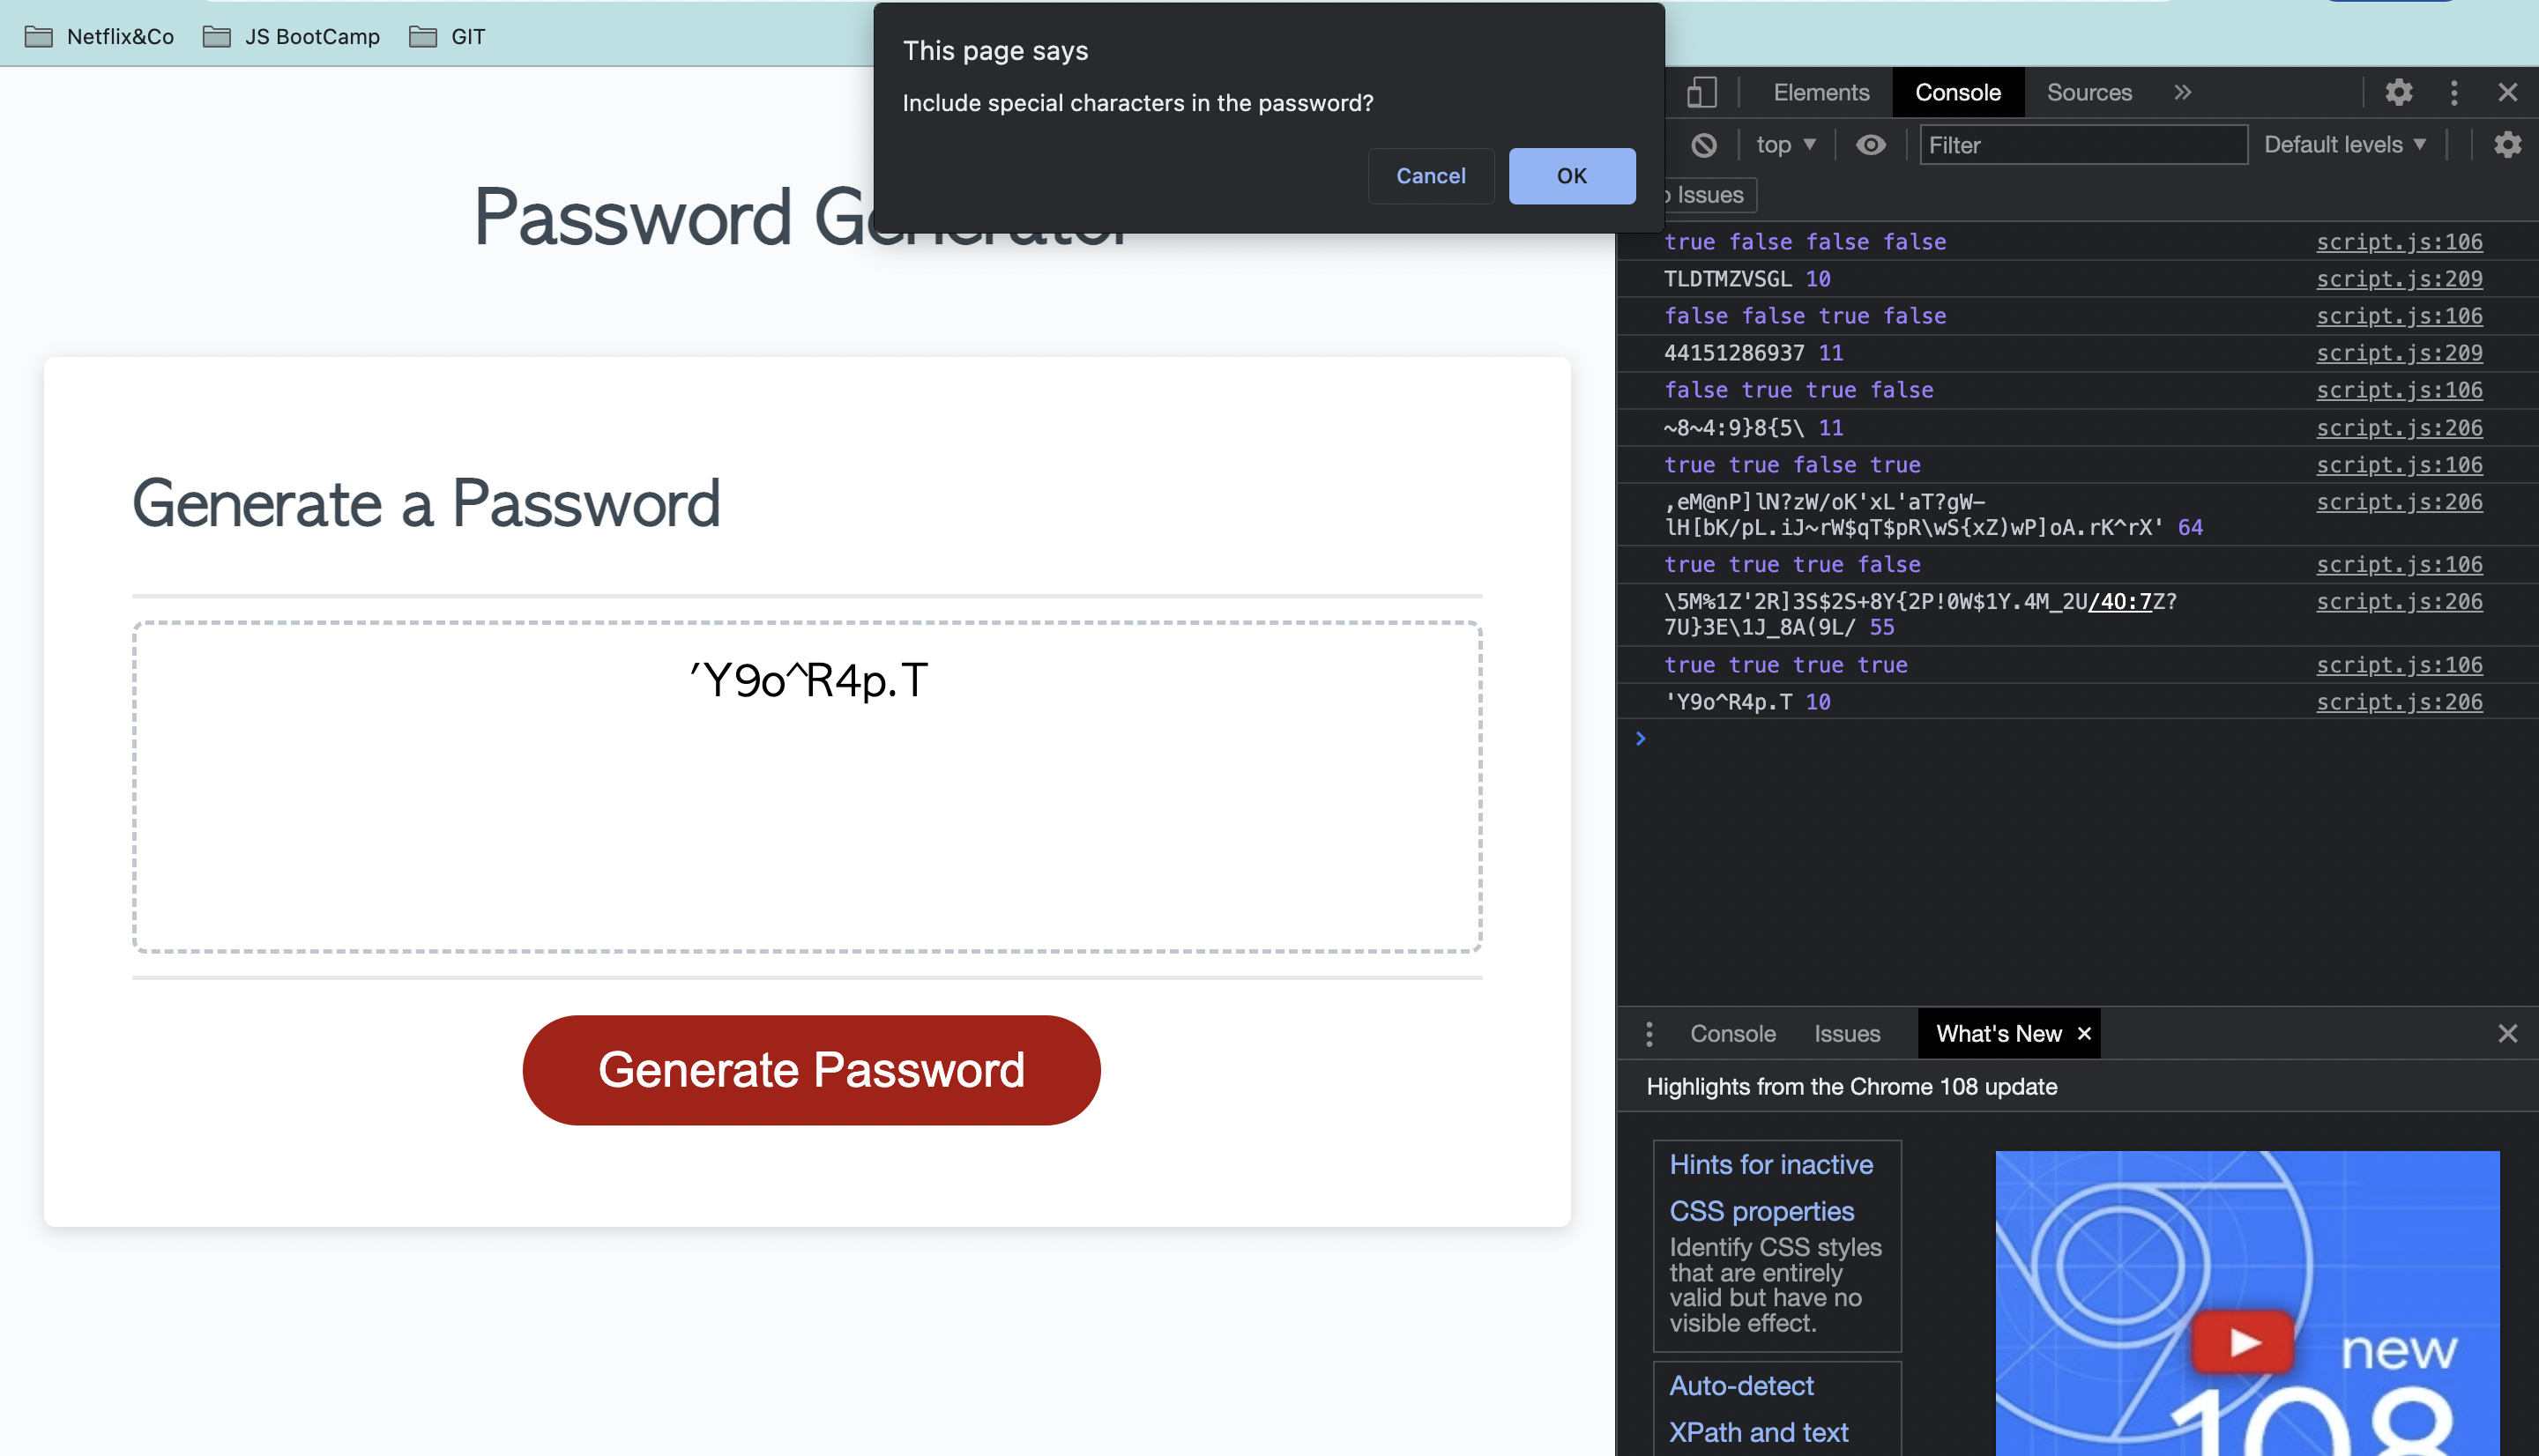 Netflix&Co JS BootCamp GIT
This page says
Include special characters in the password?
Cancel OK
Password Generator
Generate a Password
'Y9o^R4p.T
Generate Password
Elements Console Sources
top Filter Default levels
Issues
true false false false script.js:106
TLDTMZVSGL 10 script.js:209
false false true false script.js:106
44151286937 11 script.js:209
false true true false script.js:106
~8~4:9}8{5\ 11 script.js:206
true true false true script.js:106
,eM@nP]lN?zW/oK'xL'aT?gW- script.js:206
lH[bK/pL.iJ~rW$qT$pR\wS{xZ)wP]oA.rK^rX' 64
true true true false script.js:106
\5M%1Z'2R]3S$2S+8Y{2P!0W$1Y.4M_2U/4O:7Z? script.js:206
7U}3E\1J_8A(9L/ 55
true true true true script.js:106
'Y9o^R4p.T 10 script.js:206
Console Issues What's New
Highlights from the Chrome 108 update
Hints for inactive
CSS properties
Identify CSS styles
that are entirely
valid but have no
visible effect.
Auto-detect
XPath and text
new
108